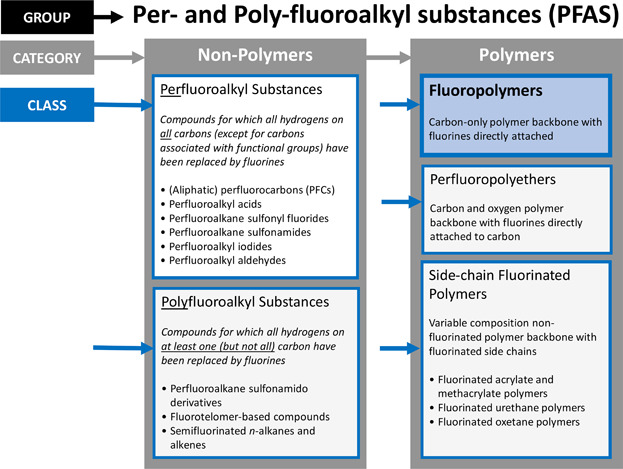 GROUP
Per- and Poly-fluoroalkyl substances (PFAS)
CATEGORY
Non-Polymers
Polymers
CLASS
Perfluoroalkyl Substances
Compounds for which all hydrogens on
all carbons (except for carbons
associated with functional groups) have
been replaced by fluorines
• (Aliphatic) perfluorocarbons (PFCs)
• Perfluoroalkyl acids
• Perfluoroalkane sulfonyl fluorides
• Perfluoroalkane sulfonamides
• Perfluoroalkyl iodides
• Perfluoroalkyl aldehydes
Polyfluoroalkyl Substances
Compounds for which all hydrogens on
at least one (but not all) carbon have
been replaced by fluorines
• Perfluoroalkane sulfonamido
derivatives
• Fluorotelomer-based compounds
• Semifluorinated n-alkanes and
alkenes
Fluoropolymers
Carbon-only polymer backbone with
fluorines directly attached
Perfluoropolyethers
Carbon and oxygen polymer
backbone with fluorines directly
attached to carbon
Side-chain Fluorinated
Polymers
Variable composition non-
fluorinated polymer backbone with
fluorinated side chains
• Fluorinated acrylate and
methacrylate polymers
• Fluorinated urethane polymers
• Fluorinated oxetane polymers